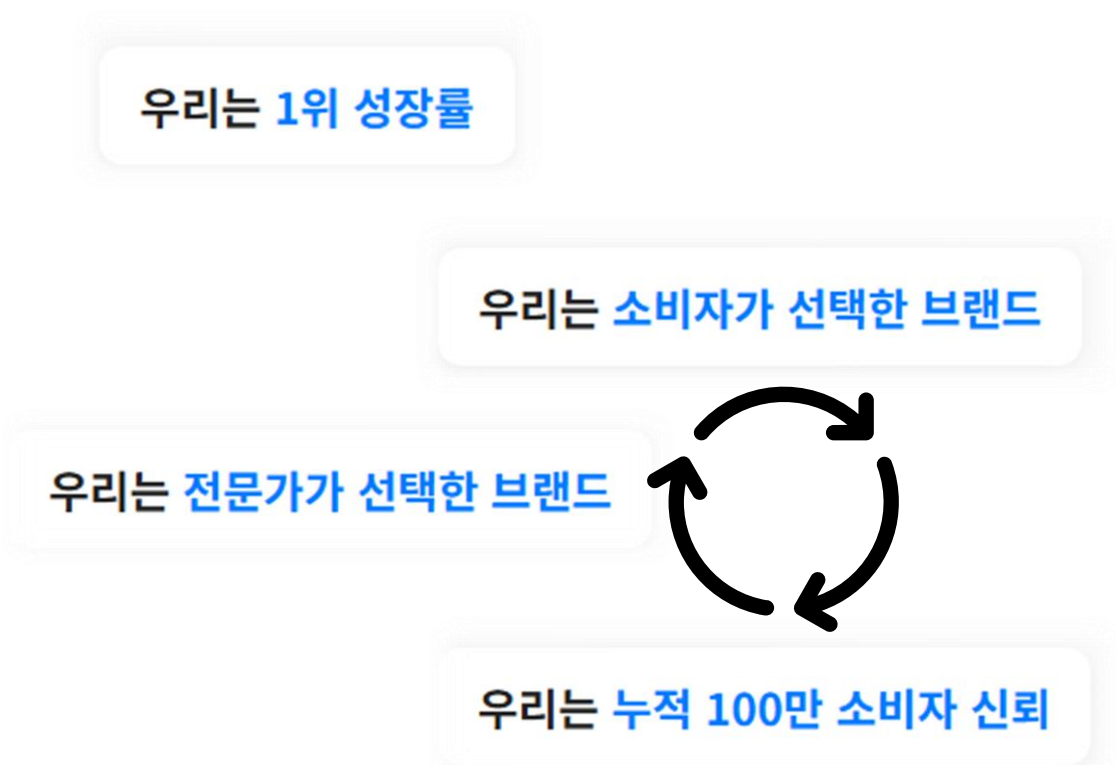 우리는 1위 성장률
우리는 소비자가 선택한 브랜드
우리는 전문가가 선택한 브랜드
우리는 누적 100만 소비자 신뢰